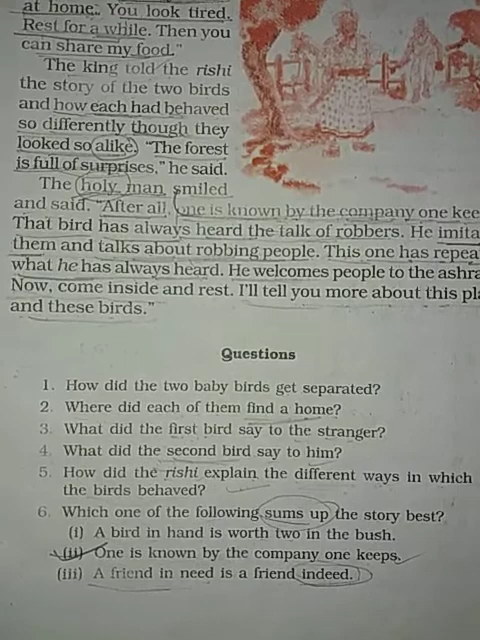 at home. You look tired.
Rest for a while. Then you
can share my food."
The king told the rishi
the story of the two birds
and how each had behaved
so differently though they
looked so alike. "The forest
is full of surprises," he said.
The holy man smiled
and said, "After all, one is known by the company one kee
That bird has always heard the talk of robbers. He imita
them and talks about robbing people. This one has repea
what he has always heard. He welcomes people to the ashra
Now, come inside and rest. I'll tell you more about this pla
and these birds."
Questions
1. How did the two baby birds get separated?
2. Where did each of them find a home?
3. What did the first bird say to the stranger?
4. What did the second bird say to him?
5. How did the rishi explain the different ways in which
the birds behaved?
6. Which one of the following sums up the story best?
(i) A bird in hand is worth two in the bush.
(ii) One is known by the company one keeps.
(iii) A friend in need is a friend indeed.